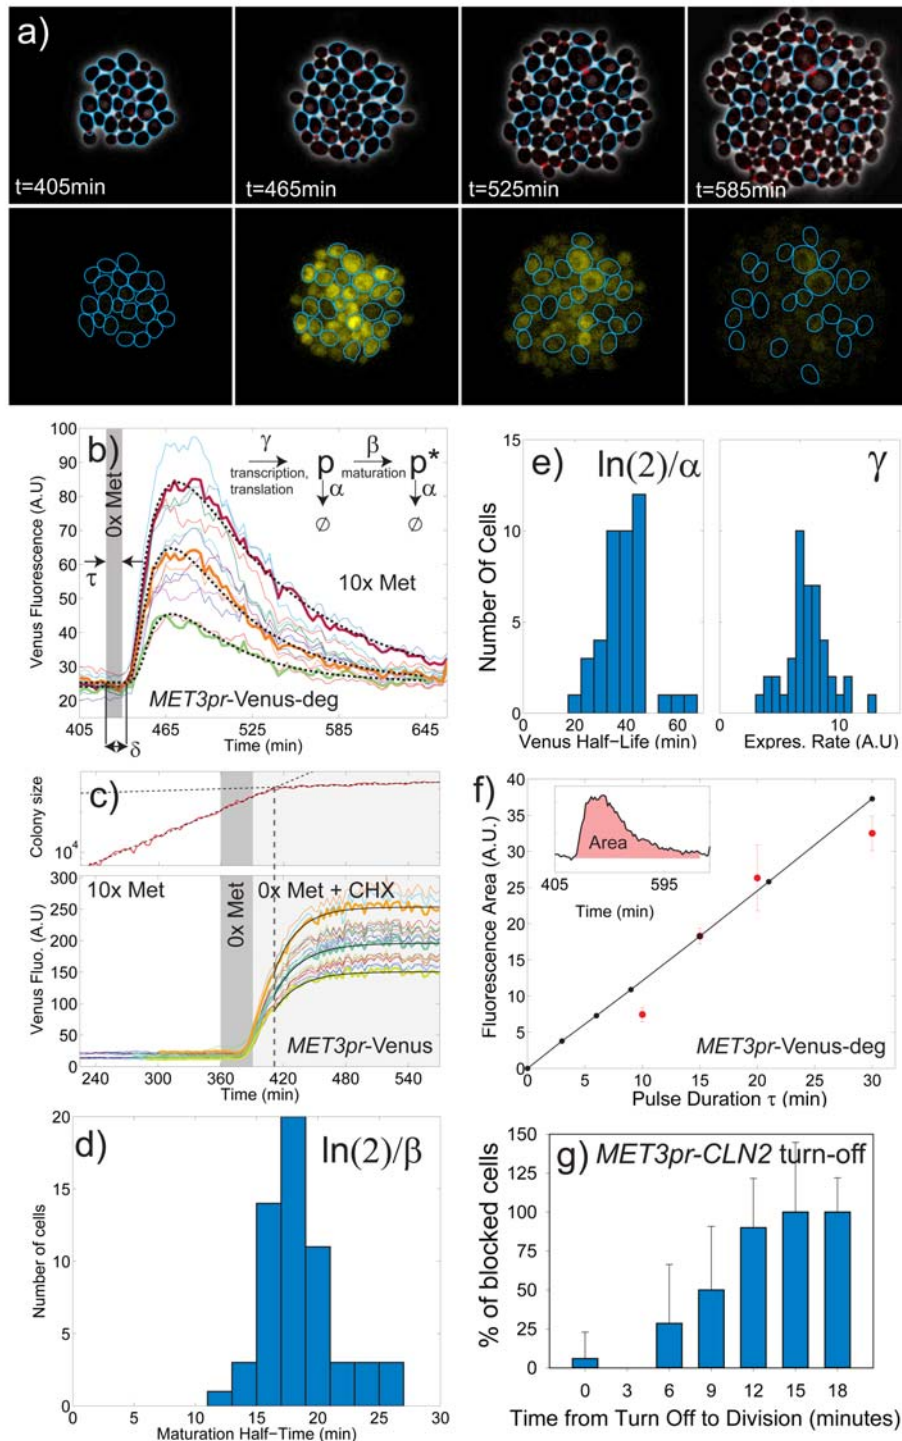 a)
t=405min
t=465min
t=525min
t=585min
b)
Venus Fluorescence (A.U)
100
90
80
70
60
50
40
30
20
0x Met
τ
γ
transcription,
translation
p
β
maturation
p*
α
α
∅
∅
10x Met
MET3pr-Venus-deg
405 465 525 585 645
Time (min)
δ
c)
Colony size
10^4
Venus Fluo. (A.U)
300
250
200
150
100
50
0
10x Met
0x Met
0x Met + CHX
MET3pr-Venus
240 300 360 420 480 540
Time (min)
d)
ln(2)/β
Number of cells
20
15
10
5
0
0 5 10 15 20 25 30
Maturation Half-Time (min)
e)
ln(2)/α
γ
Number Of Cells
15
10
5
0
0 20 40 60
Venus Half-Life (min)
0 10
Expres. Rate (A.U)
f)
Fluorescence Area (A.U.)
40
35
30
25
20
15
10
5
0
Area
405 595
Time (min)
MET3pr-Venus-deg
0 5 10 15 20 25 30
Pulse Duration τ (min)
g)
MET3pr-CLN2 turn-off
% of blocked cells
150
125
100
75
50
25
0
0 3 6 9 12 15 18
Time from Turn Off to Division (minutes)